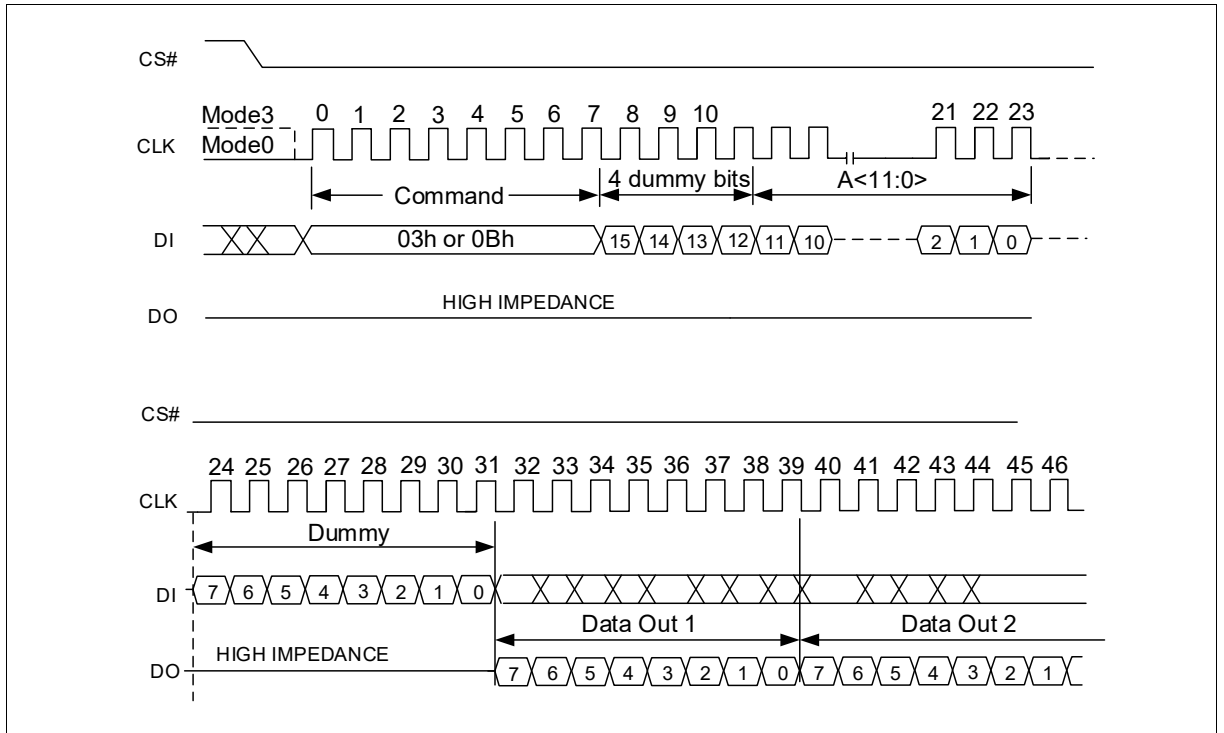 CS#
Mode3 0 1 2 3 4 5 6 7 8 9 10 21 22 23
CLK Mode0
Command 4 dummy bits A<11:0>
DI 03h or 0Bh 15 14 13 12 11 10 2 1 0
HIGH IMPEDANCE
DO
CS#
24 25 26 27 28 29 30 31 32 33 34 35 36 37 38 39 40 41 42 43 44 45 46
CLK
Dummy
DI 7 6 5 4 3 2 1 0
Data Out 1 Data Out 2
HIGH IMPEDANCE
DO 7 6 5 4 3 2 1 0 7 6 5 4 3 2 1